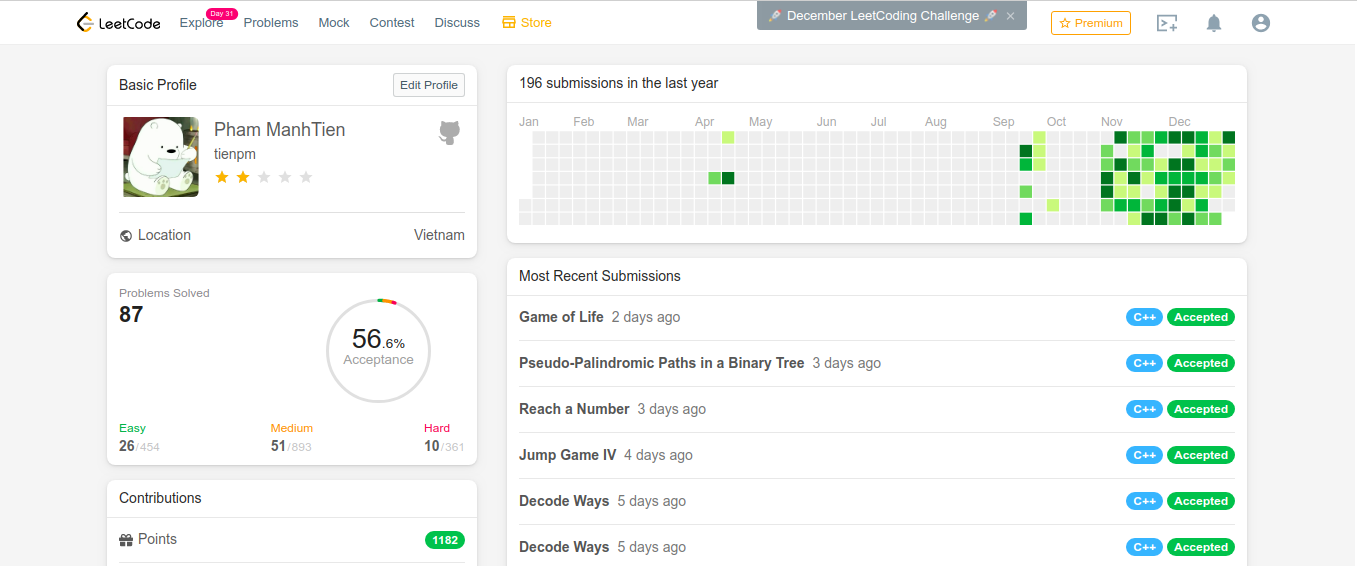 LeetCode Explore Day 31 Problems Mock Contest Discuss Store December LeetCoding Challenge × Premium
Basic Profile Edit Profile
Pham ManhTien
tienpm
Location Vietnam
Problems Solved
87
56.6%
Acceptance
Easy Medium Hard
26/454 51/893 10/361
Contributions
Points 1182
196 submissions in the last year
Jan Feb Mar Apr May Jun Jul Aug Sep Oct Nov Dec
Most Recent Submissions
Game of Life 2 days ago C++ Accepted
Pseudo-Palindromic Paths in a Binary Tree 3 days ago C++ Accepted
Reach a Number 3 days ago C++ Accepted
Jump Game IV 4 days ago C++ Accepted
Decode Ways 5 days ago C++ Accepted
Decode Ways 5 days ago C++ Accepted